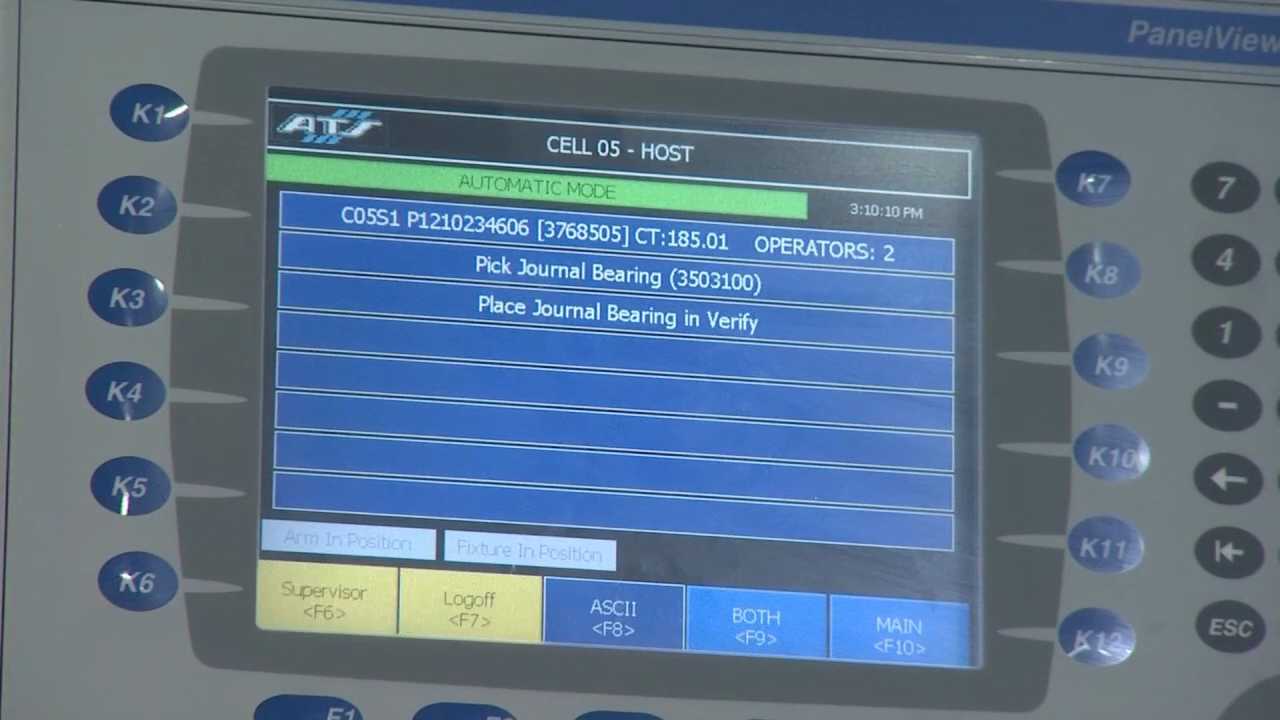 PanelView
ATS
CELL 05 - HOST
AUTOMATIC MODE
3:10:10 PM
C05S1 P1210234606 [3768505] CT:185.01 OPERATORS: 2
Pick Journal Bearing (3503100)
Place Journal Bearing in Verify
Arm In Position
Fixture In Position
Supervisor
<F6>
Logoff
<F7>
ASCII
<F8>
BOTH
<F9>
MAIN
<F10>
K1
K2
K3
K4
K5
K6
K7
K8
K9
K10
K11
K12
7
4
1
-
ESC
F1